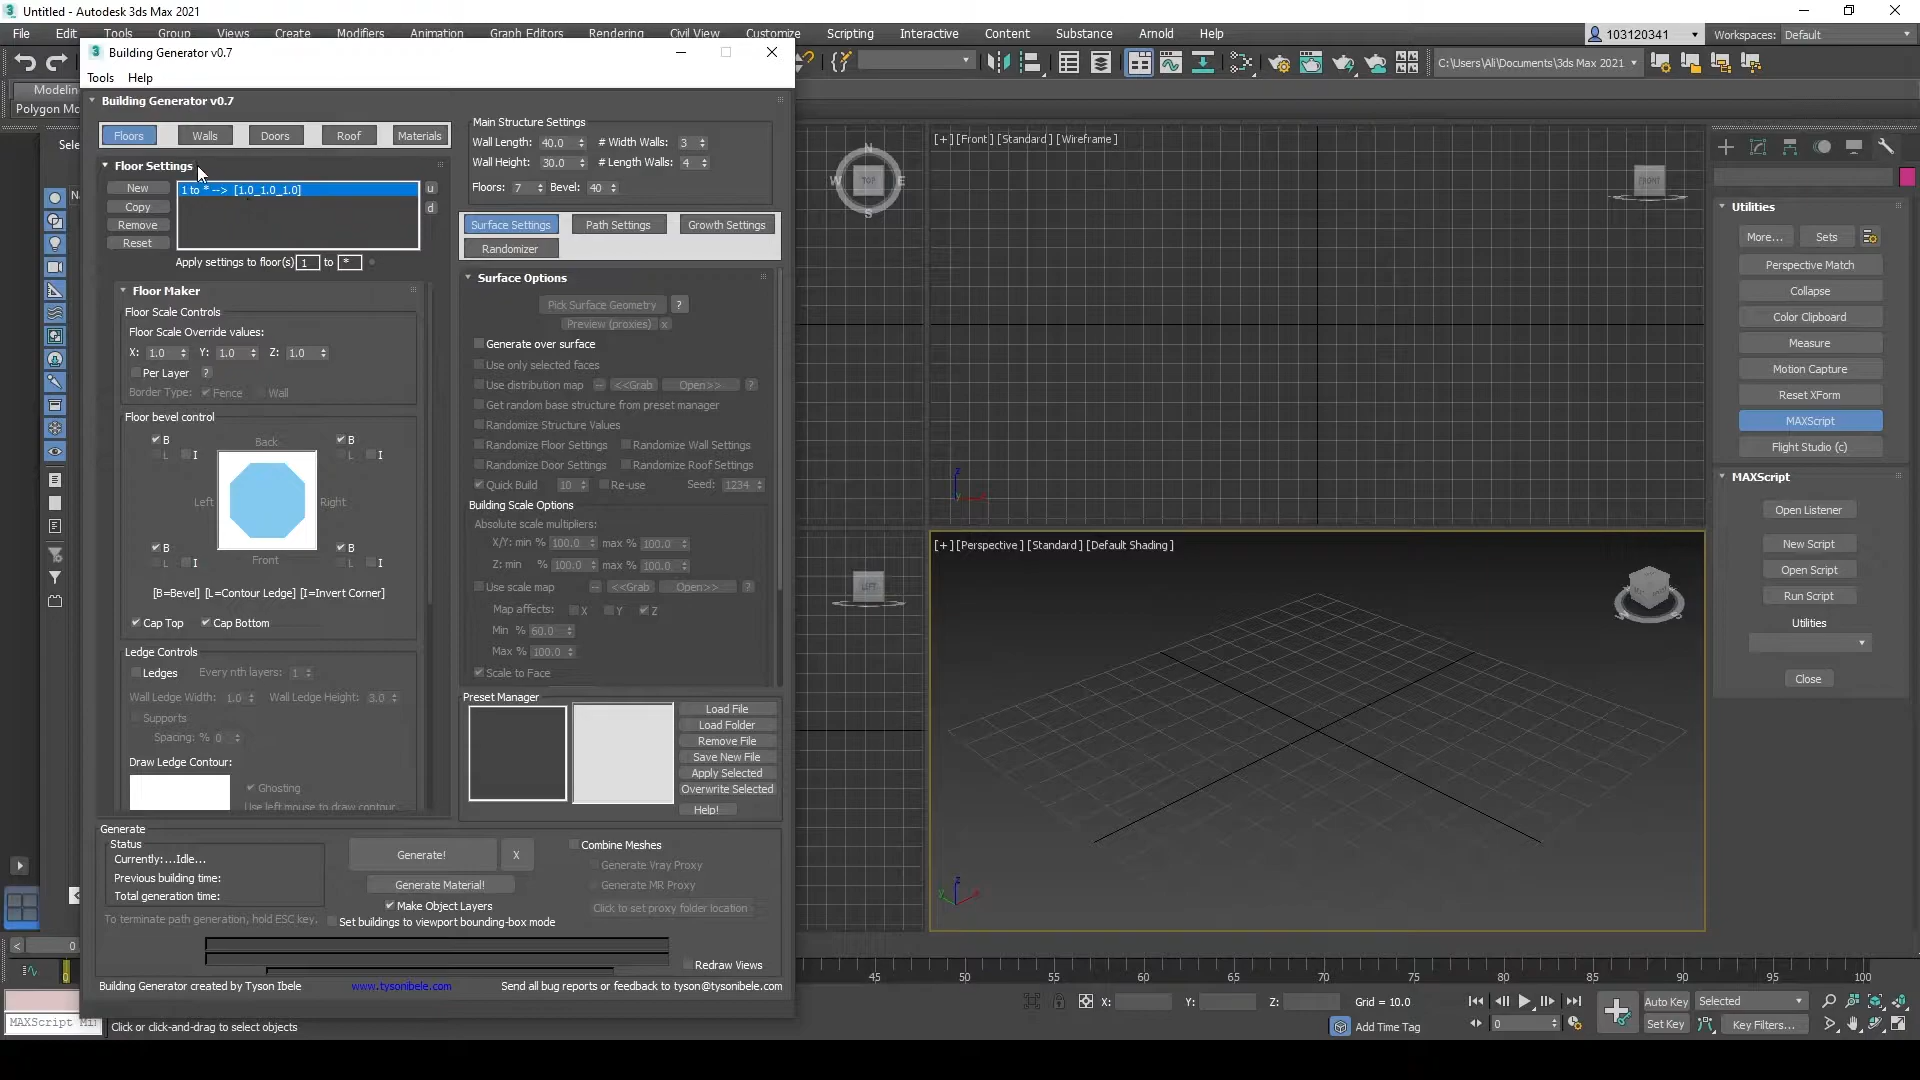 Untitled - Autodesk 3ds Max 2021
File Edit Tools Group Views Create Modifiers Animation Graph Editors Rendering Civil View Customize Scripting Interactive Content Substance Arnold Help
103120341 Workspaces: Default
C:\Users\Ali\Documents\3ds Max 2021
Polygon Mo
Building Generator v0.7
Tools Help
Building Generator v0.7
Floors Walls Doors Roof Materials
Floor Settings
New
Copy
Remove
Reset
1 to * --> [1.0_1.0_1.0]
u
d
Apply settings to floor(s) 1 to *
Floor Maker
Floor Scale Controls
Floor Scale Override values:
X: 1.0 Y: 1.0 Z: 1.0
Per Layer ?
Border Type: Fence Wall
Floor bevel control
B Back B
L I L I
Left Right
B Front B
L I L I
[B=Bevel] [L=Contour Ledge] [I=Invert Corner]
Cap Top Cap Bottom
Ledge Controls
Ledges Every nth layers: 1
Wall Ledge Width: 1.0 Wall Ledge Height: 3.0
Supports
Spacing: % 0
Draw Ledge Contour:
Ghosting
Use left mouse to draw contour.
Main Structure Settings
Wall Length: 40.0 # Width Walls: 3
Wall Height: 30.0 # Length Walls: 4
Floors: 7 Bevel: 40
Surface Settings Path Settings Growth Settings
Randomizer
Surface Options
Pick Surface Geometry ?
Preview (proxies) x
Generate over surface
Use only selected faces
Use distribution map -- <<Grab Open>> ?
Get random base structure from preset manager
Randomize Structure Values
Randomize Floor Settings Randomize Wall Settings
Randomize Door Settings Randomize Roof Settings
Quick Build 10 Re-use Seed: 1234
Building Scale Options
Absolute scale multipliers:
X/Y: min % 100.0 max % 100.0
Z: min % 100.0 max % 100.0
Use scale map -- <<Grab Open>> ?
Map affects: X Y Z
Min % 60.0
Max % 100.0
Scale to Face
Preset Manager
Load File
Load Folder
Remove File
Save New File
Apply Selected
Overwrite Selected
Help!
Generate
Status
Currently:...Idle...
Previous building time:
Total generation time:
To terminate path generation, hold ESC key.
Generate! X
Generate Material!
Make Object Layers
Set buildings to viewport bounding-box mode
Combine Meshes
Generate Vray Proxy
Generate MR Proxy
Click to set proxy folder location
Redraw Views
Building Generator created by Tyson Ibele www.tysonibele.com Send all bug reports or feedback to tyson@tysonibele.com
[+] [Front] [Standard] [Wireframe]
N
W TOP E
S
FRONT
LEFT
[+] [Perspective] [Standard] [Default Shading]
z
z
y
Utilities
More... Sets
Perspective Match
Collapse
Color Clipboard
Measure
Motion Capture
Reset XForm
MAXScript
Flight Studio (c)
MAXScript
Open Listener
New Script
Open Script
Run Script
Utilities
Close
0
0
45 50 55 60 65 70 75 80 85 90 95 100
X: Y: Z: Grid = 10.0
Add Time Tag
0
Auto Key Selected
Set Key Key Filters...
MAXScript Mi
Click or click-and-drag to select objects